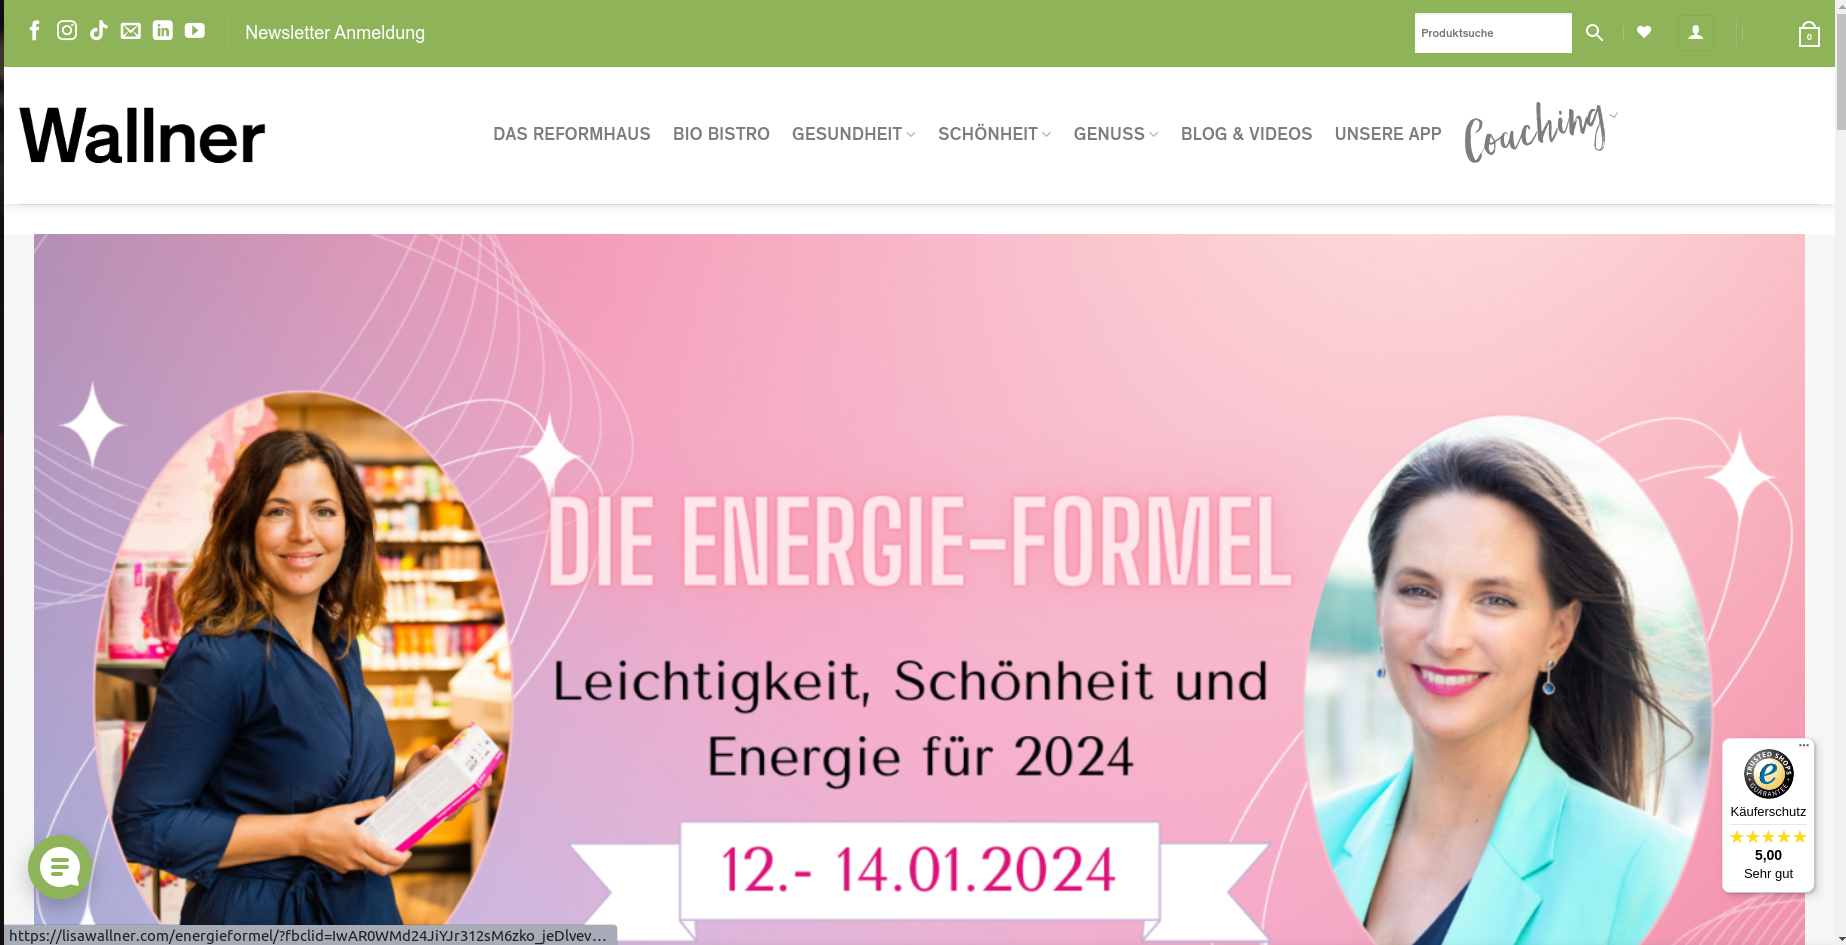 Newsletter Anmeldung
Produktsuche
0
Wallner
DAS REFORMHAUS BIO BISTRO GESUNDHEIT SCHÖNHEIT GENUSS BLOG & VIDEOS UNSERE APP Coaching
DIE ENERGIE-FORMEL
Leichtigkeit, Schönheit und
Energie für 2024
12.- 14.01.2024
TRUSTED SHOPS
e
GUARANTEE
Käuferschutz
5,00
Sehr gut
https://lisawallner.com/energieformel/?fbclid=IwAR0WMd24JiYJr312sM6zko_jeDlvev...